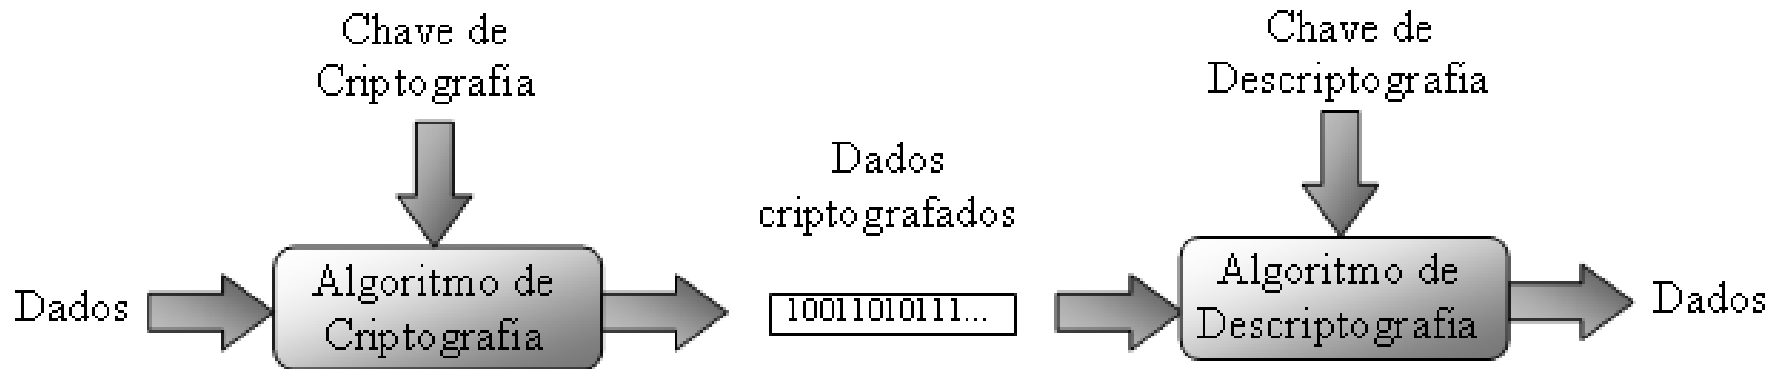 Chave de
Criptografia
Chave de
Descriptografia
Dados
criptografados
Dados
Algoritmo de
Criptografia
10011010111...
Algoritmo de
Descriptografia
Dados